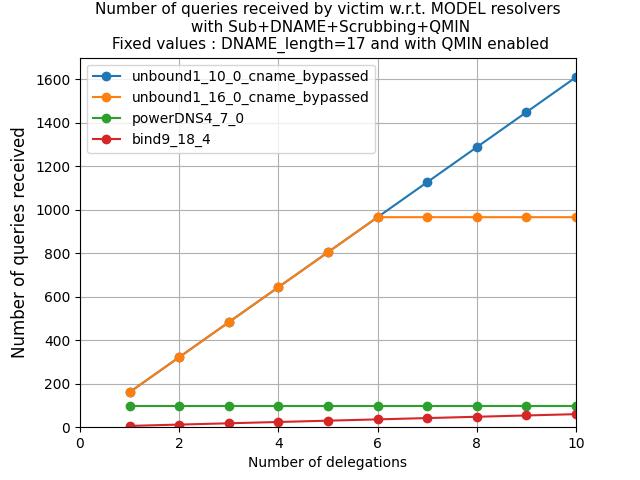 Number of queries received by victim w.r.t. MODEL resolvers
with Sub+DNAME+Scrubbing+QMIN
Fixed values : DNAME_length=17 and with QMIN enabled
unbound1_10_0_cname_bypassed
unbound1_16_0_cname_bypassed
powerDNS4_7_0
bind9_18_4
Number of queries received
1600
1400
1200
1000
800
600
400
200
0
0 2 4 6 8 10
Number of delegations